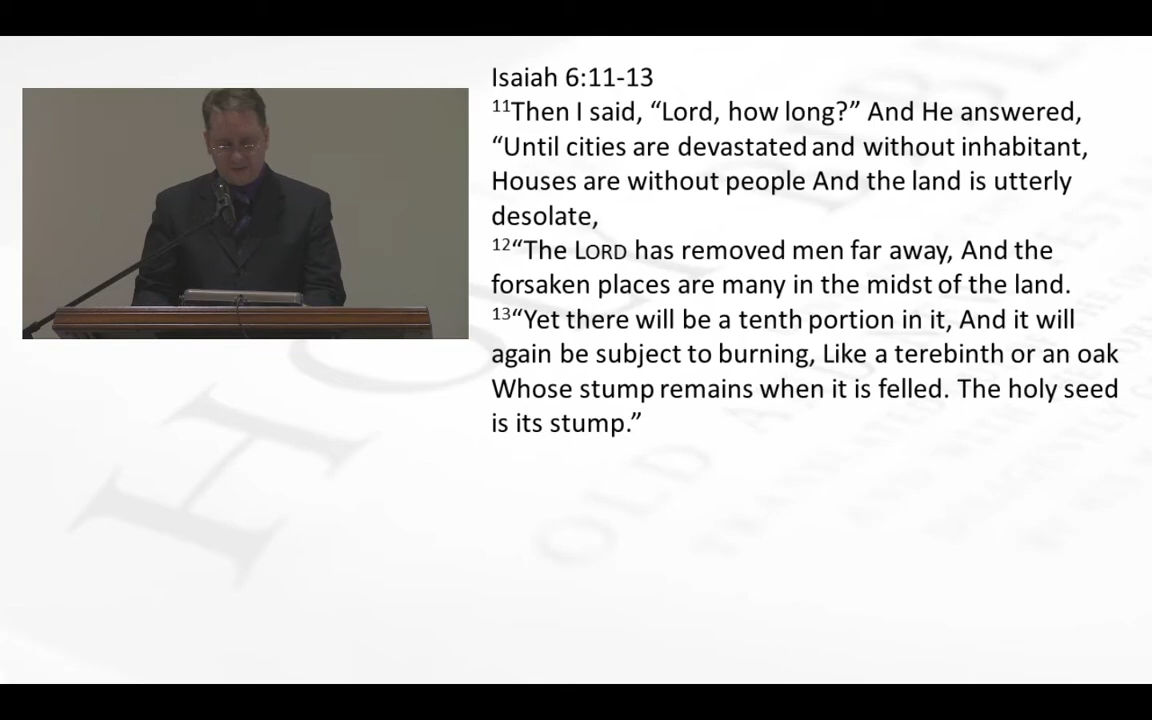 Isaiah 6:11-13
11Then I said, “Lord, how long?” And He answered,
“Until cities are devastated and without inhabitant,
Houses are without people And the land is utterly
desolate,
12“The LORD has removed men far away, And the
forsaken places are many in the midst of the land.
13“Yet there will be a tenth portion in it, And it will
again be subject to burning, Like a terebinth or an oak
Whose stump remains when it is felled. The holy seed
is its stump.”
HOLY BIBLE